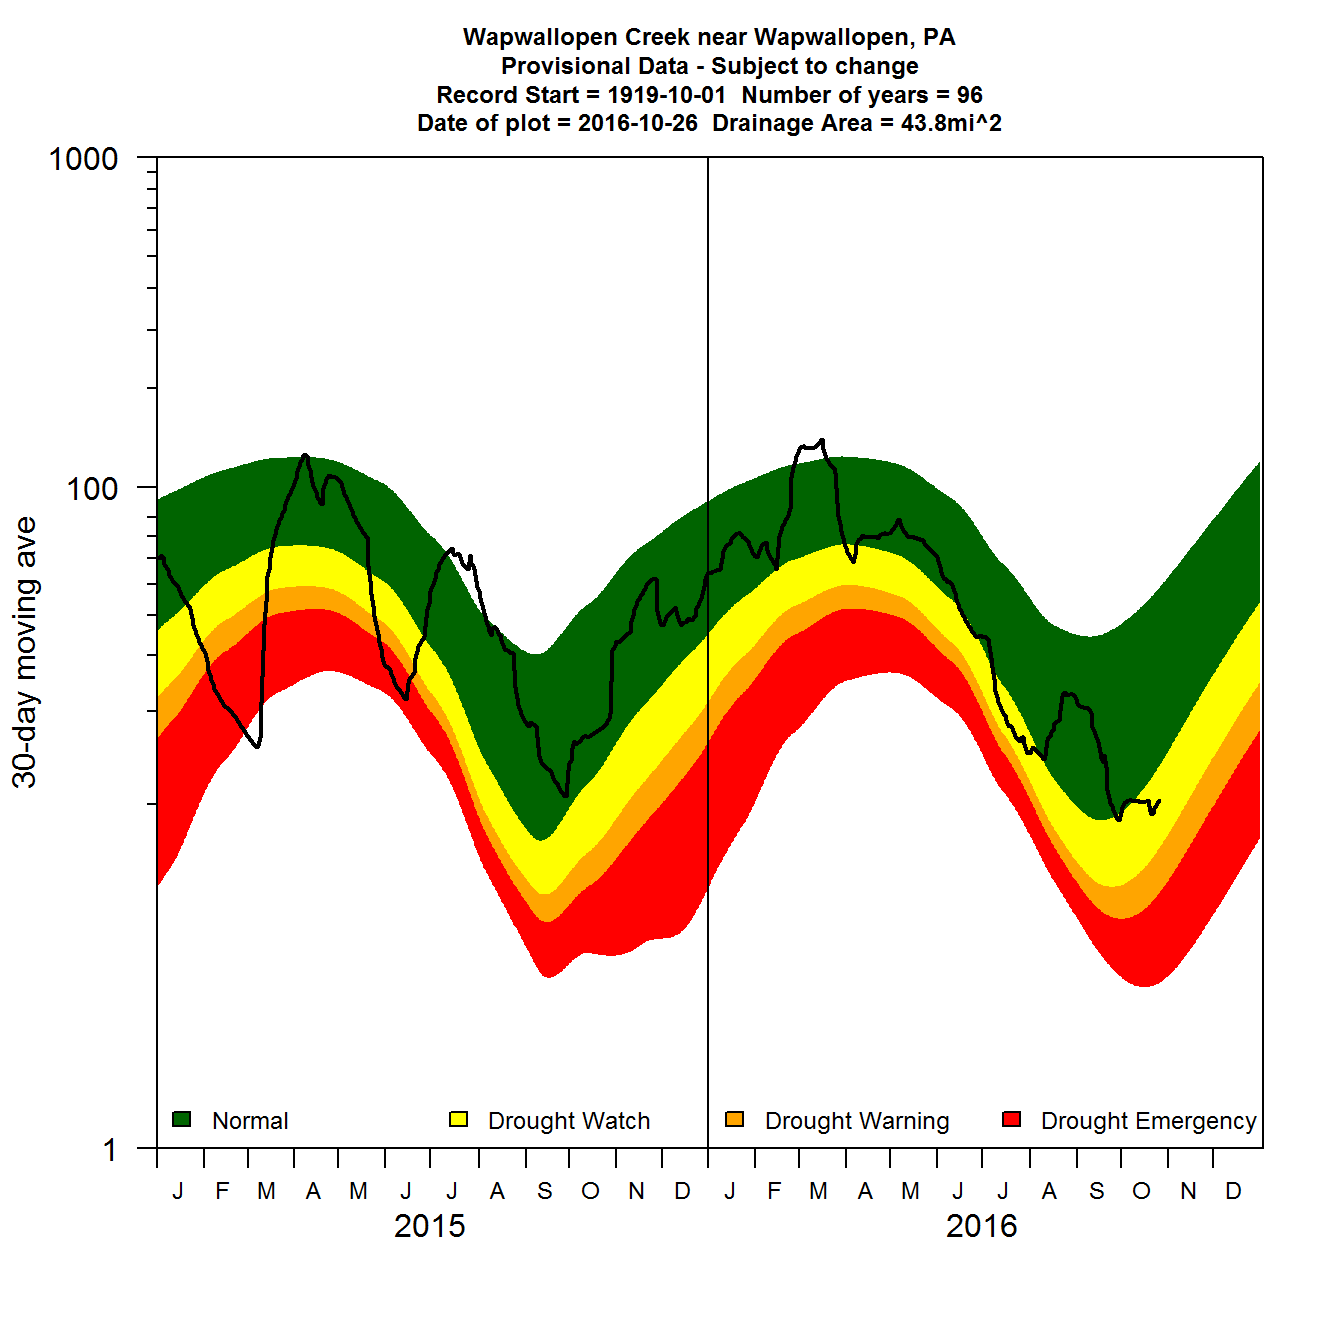 Wapwallopen Creek near Wapwallopen, PA
Provisional Data - Subject to change
Record Start = 1919-10-01  Number of years = 96
Date of plot = 2016-10-26  Drainage Area = 43.8mi^2
1000
100
1
30-day moving ave
Normal Drought Watch Drought Warning Drought Emergency
J F M A M J J A S O N D J F M A M J J A S O N D
2015 2016